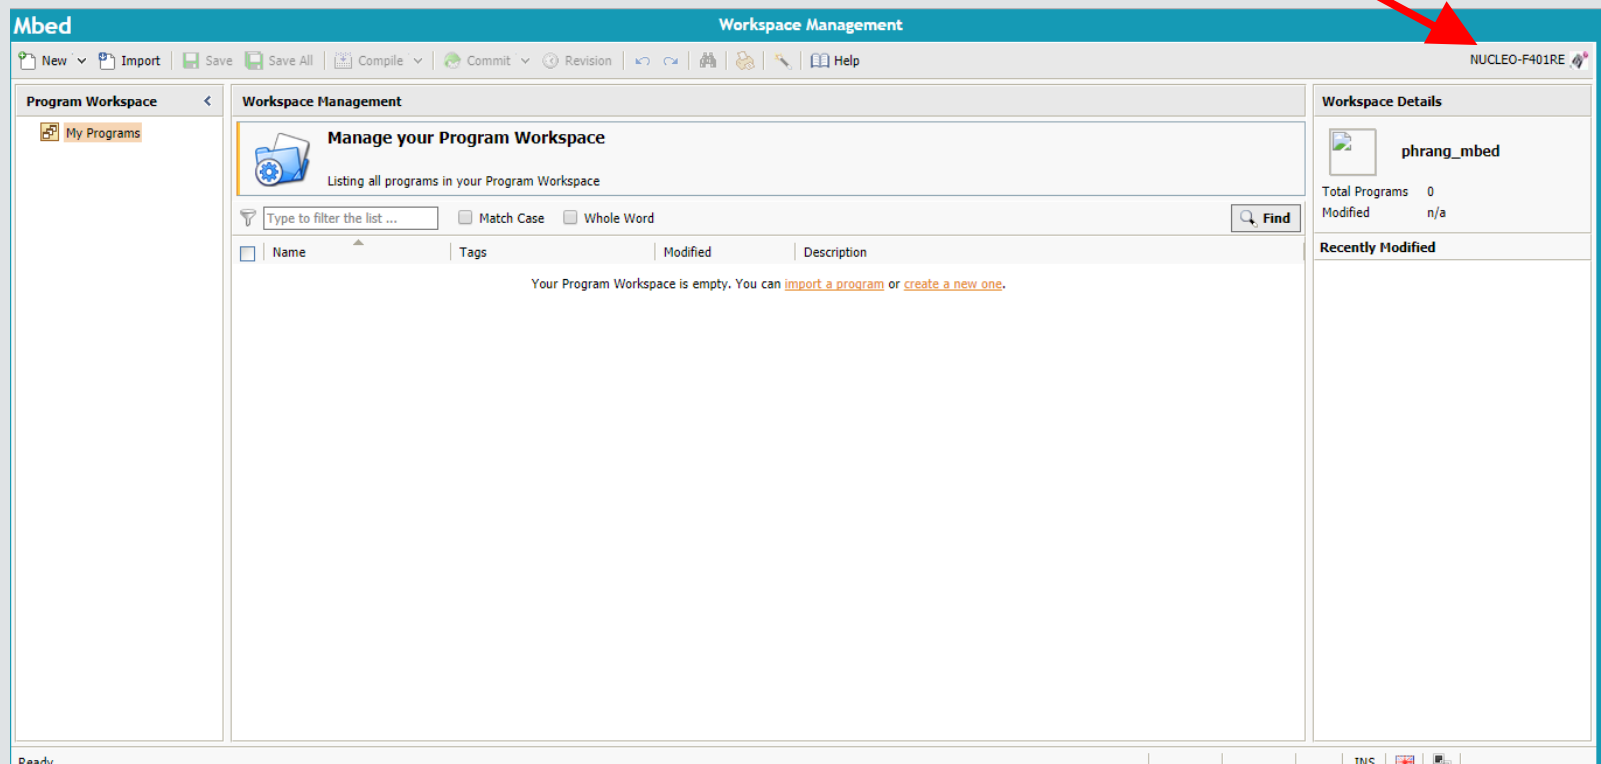 Mbed
Workspace Management
New Import Save Save All Compile Commit Revision Help
NUCLEO-F401RE
Program Workspace
My Programs
Workspace Management
Manage your Program Workspace
Listing all programs in your Program Workspace
Type to filter the list ... Match Case Whole Word Find
Name Tags Modified Description
Your Program Workspace is empty. You can import a program or create a new one.
Workspace Details
phrang_mbed
Total Programs 0
Modified n/a
Recently Modified
Ready
INS